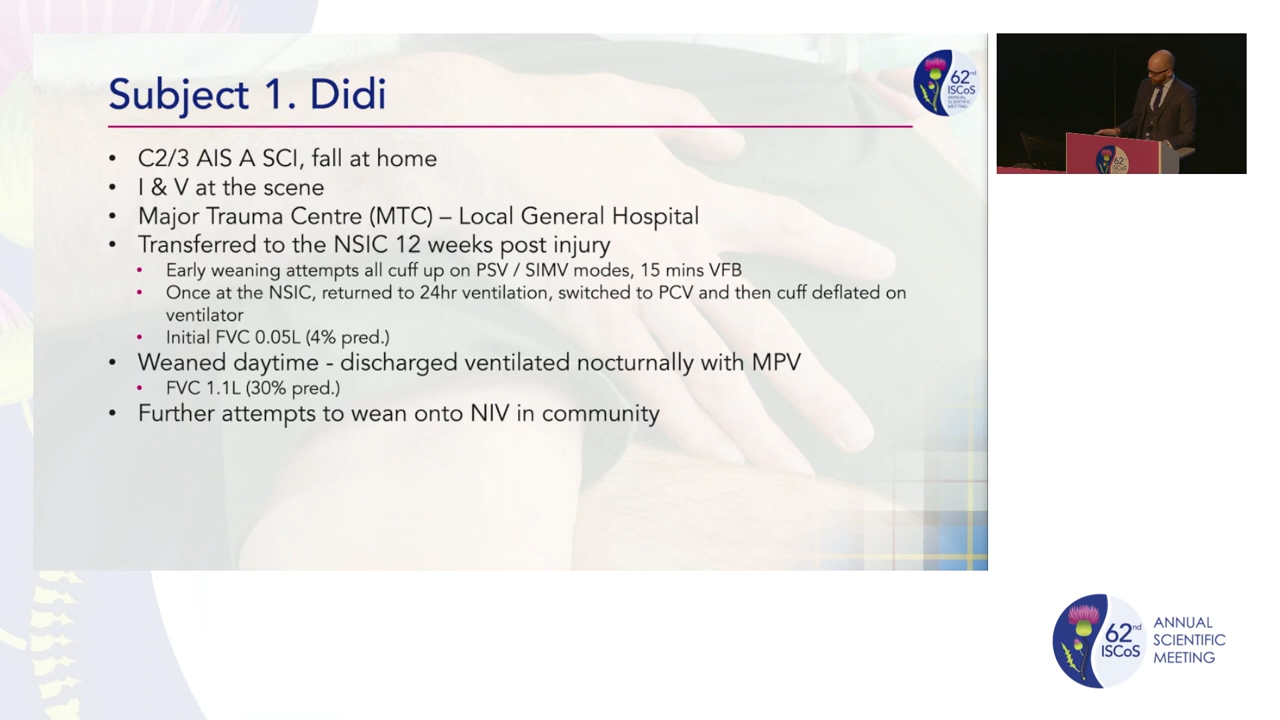 Subject 1. Didi
62nd
ISCoS
ANNUAL
SCIENTIFIC
MEETING
• C2/3 AIS A SCI, fall at home
• I & V at the scene
• Major Trauma Centre (MTC) – Local General Hospital
• Transferred to the NSIC 12 weeks post injury
• Early weaning attempts all cuff up on PSV / SIMV modes, 15 mins VFB
• Once at the NSIC, returned to 24hr ventilation, switched to PCV and then cuff deflated on
ventilator
• Initial FVC 0.05L (4% pred.)
• Weaned daytime - discharged ventilated nocturnally with MPV
• FVC 1.1L (30% pred.)
• Further attempts to wean onto NIV in community
62
62nd
ISCoS
ANNUAL
SCIENTIFIC
MEETING